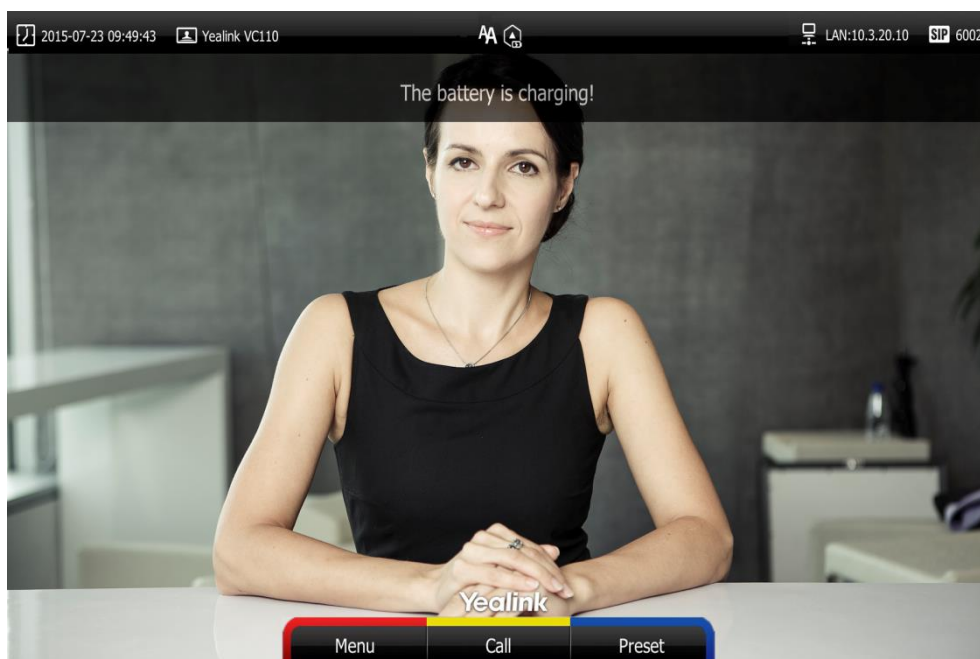 2015-07-23 09:49:43 Yealink VC110 AA LAN:10.3.20.10 SIP 6002
The battery is charging!
Yealink
Menu Call Preset